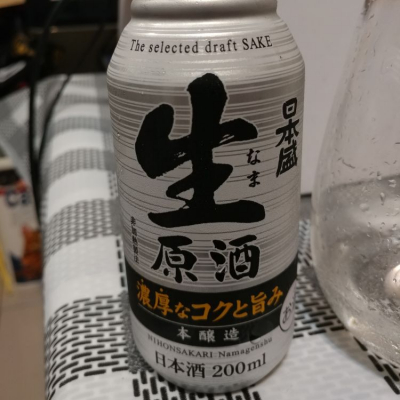 The selected draft SAKE
日本盛
生
なま
原酒
濃厚なコクと旨み
本醸造
NIHONSAKARI Namagenshu
日本酒 200ml